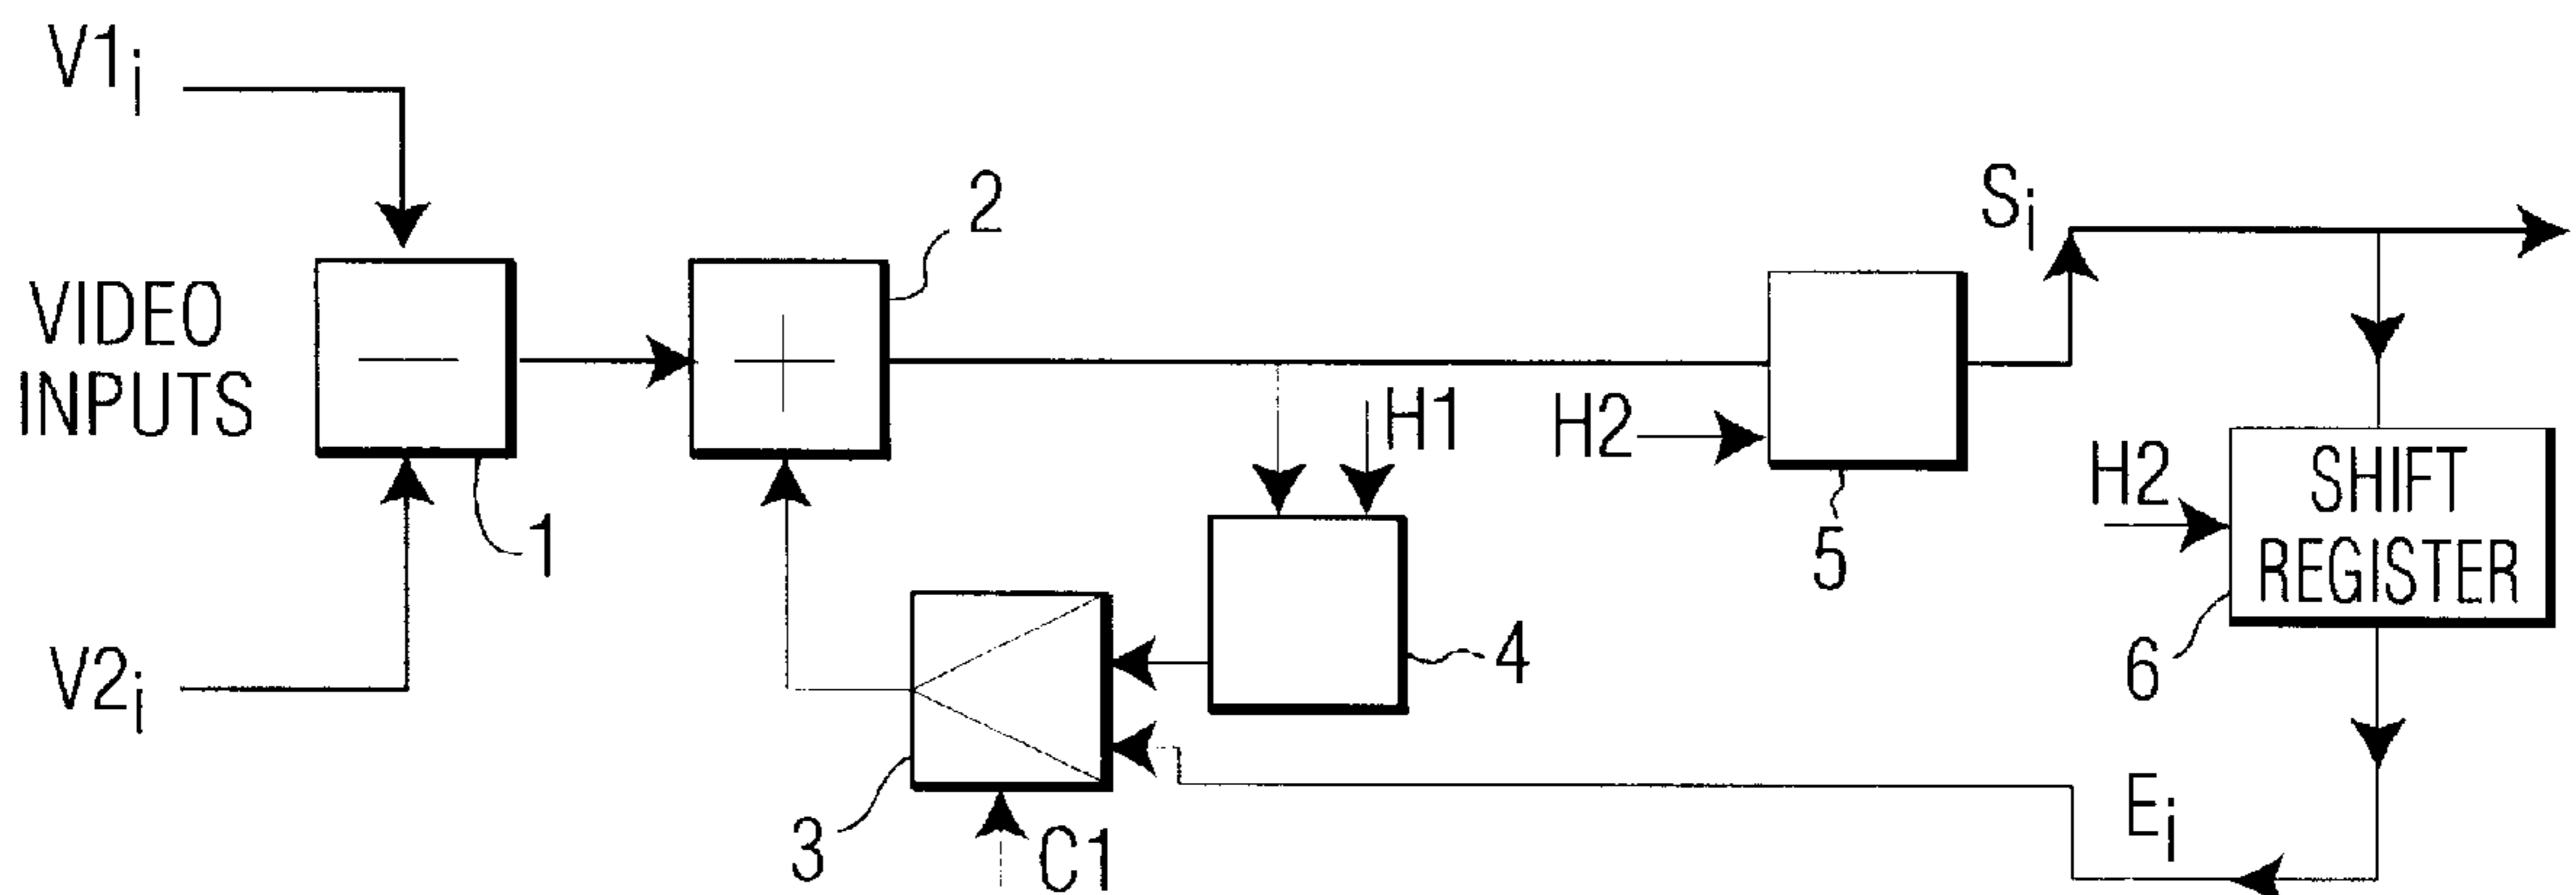 V1i
2
Si
VIDEO
INPUTS
H1
H2
1
5
H2
SHIFT
REGISTER
V2i
4
6
3
C1
Ei